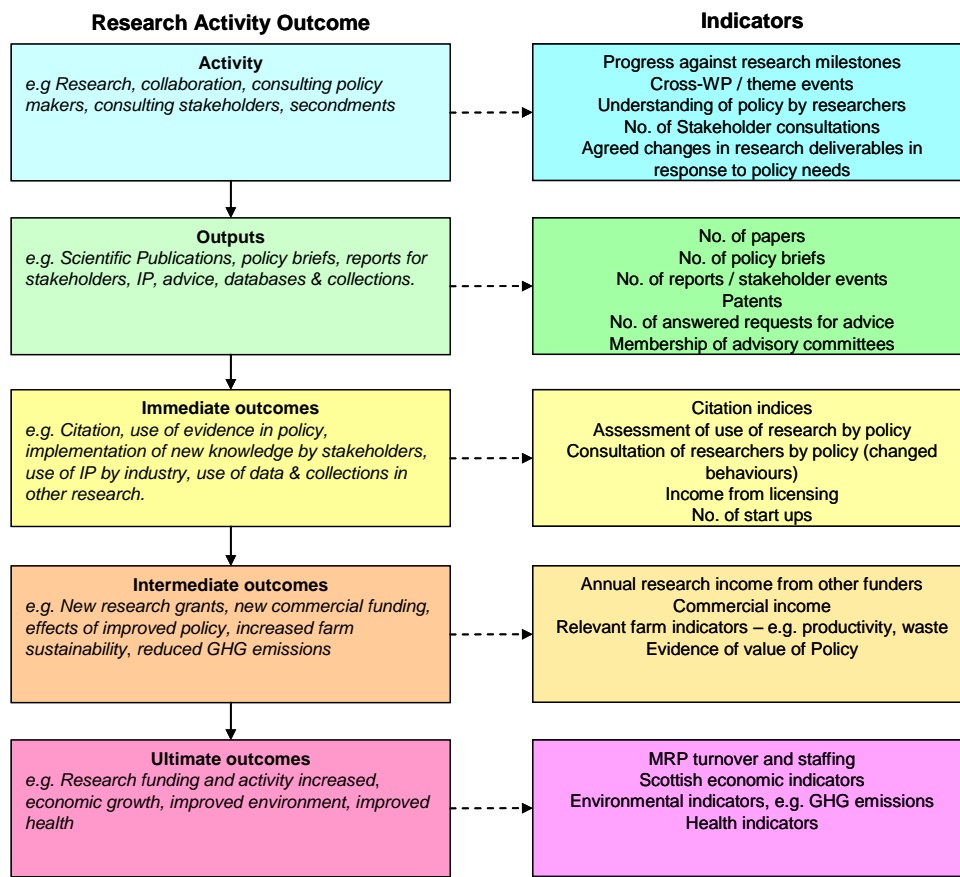 Research Activity Outcome
Indicators
Activity
e.g Research, collaboration, consulting policy
makers, consulting stakeholders, secondments
Progress against research milestones
Cross-WP / theme events
Understanding of policy by researchers
No. of Stakeholder consultations
Agreed changes in research deliverables in
response to policy needs
Outputs
e.g. Scientific Publications, policy briefs, reports for
stakeholders, IP, advice, databases & collections.
No. of papers
No. of policy briefs
No. of reports / stakeholder events
Patents
No. of answered requests for advice
Membership of advisory committees
Immediate outcomes
e.g. Citation, use of evidence in policy,
implementation of new knowledge by stakeholders,
use of IP by industry, use of data & collections in
other research.
Citation indices
Assessment of use of research by policy
Consultation of researchers by policy (changed
behaviours)
Income from licensing
No. of start ups
Intermediate outcomes
e.g. New research grants, new commercial funding,
effects of improved policy, increased farm
sustainability, reduced GHG emissions
Annual research income from other funders
Commercial income
Relevant farm indicators – e.g. productivity, waste
Evidence of value of Policy
Ultimate outcomes
e.g. Research funding and activity increased,
economic growth, improved environment, improved
health
MRP turnover and staffing
Scottish economic indicators
Environmental indicators, e.g. GHG emissions
Health indicators